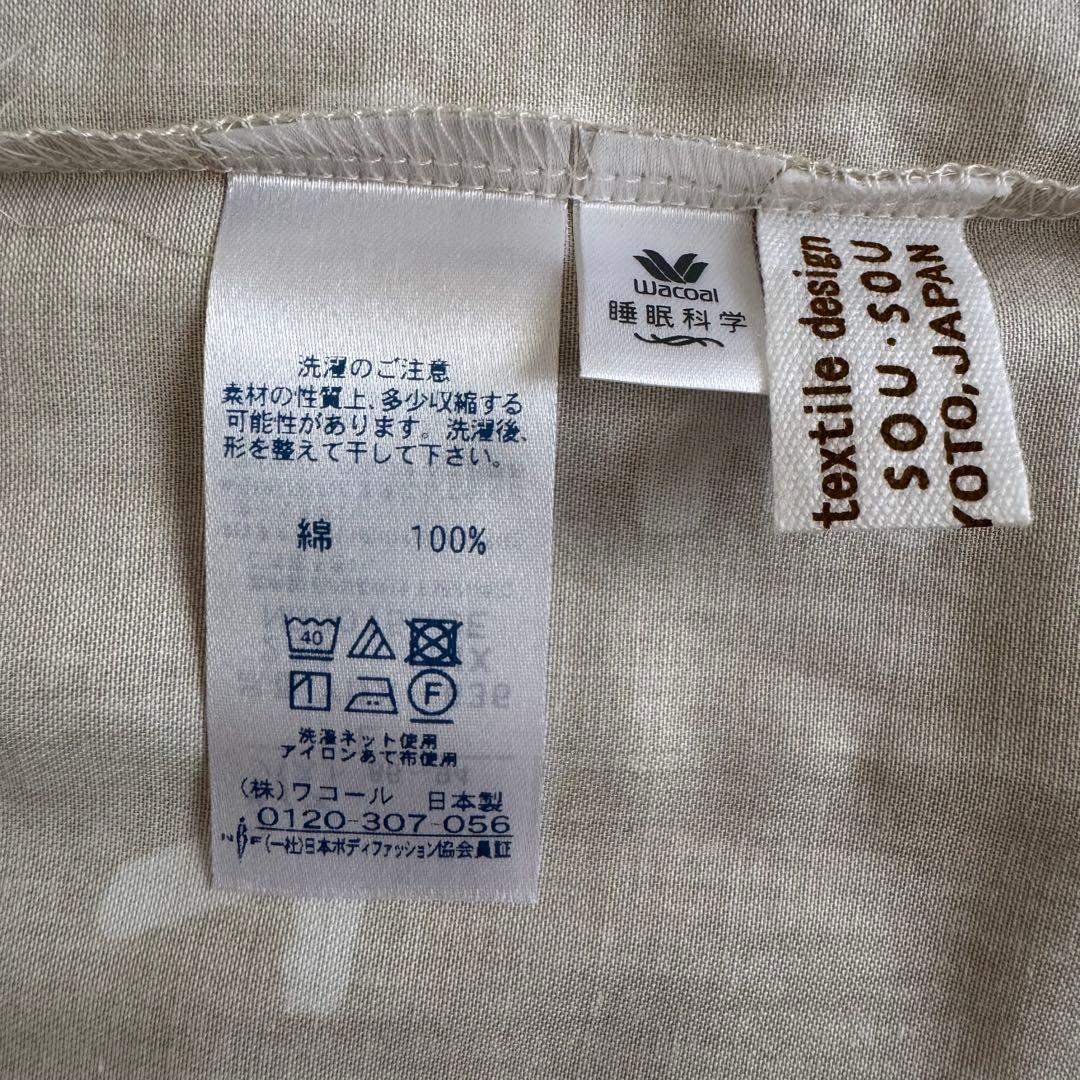 洗濯のご注意
素材の性質上、多少収縮する
可能性があります。洗濯後、
形を整えて干して下さい。
綿 100%
40
F
洗濯ネット使用
アイロンあて布使用
(株)ワコール 日本製
0120-307-056
NBF (一社)日本ボディファッション協会員証
Wacoal
睡眠科学
textile design
SOU・SOU
YOTO,JAPAN